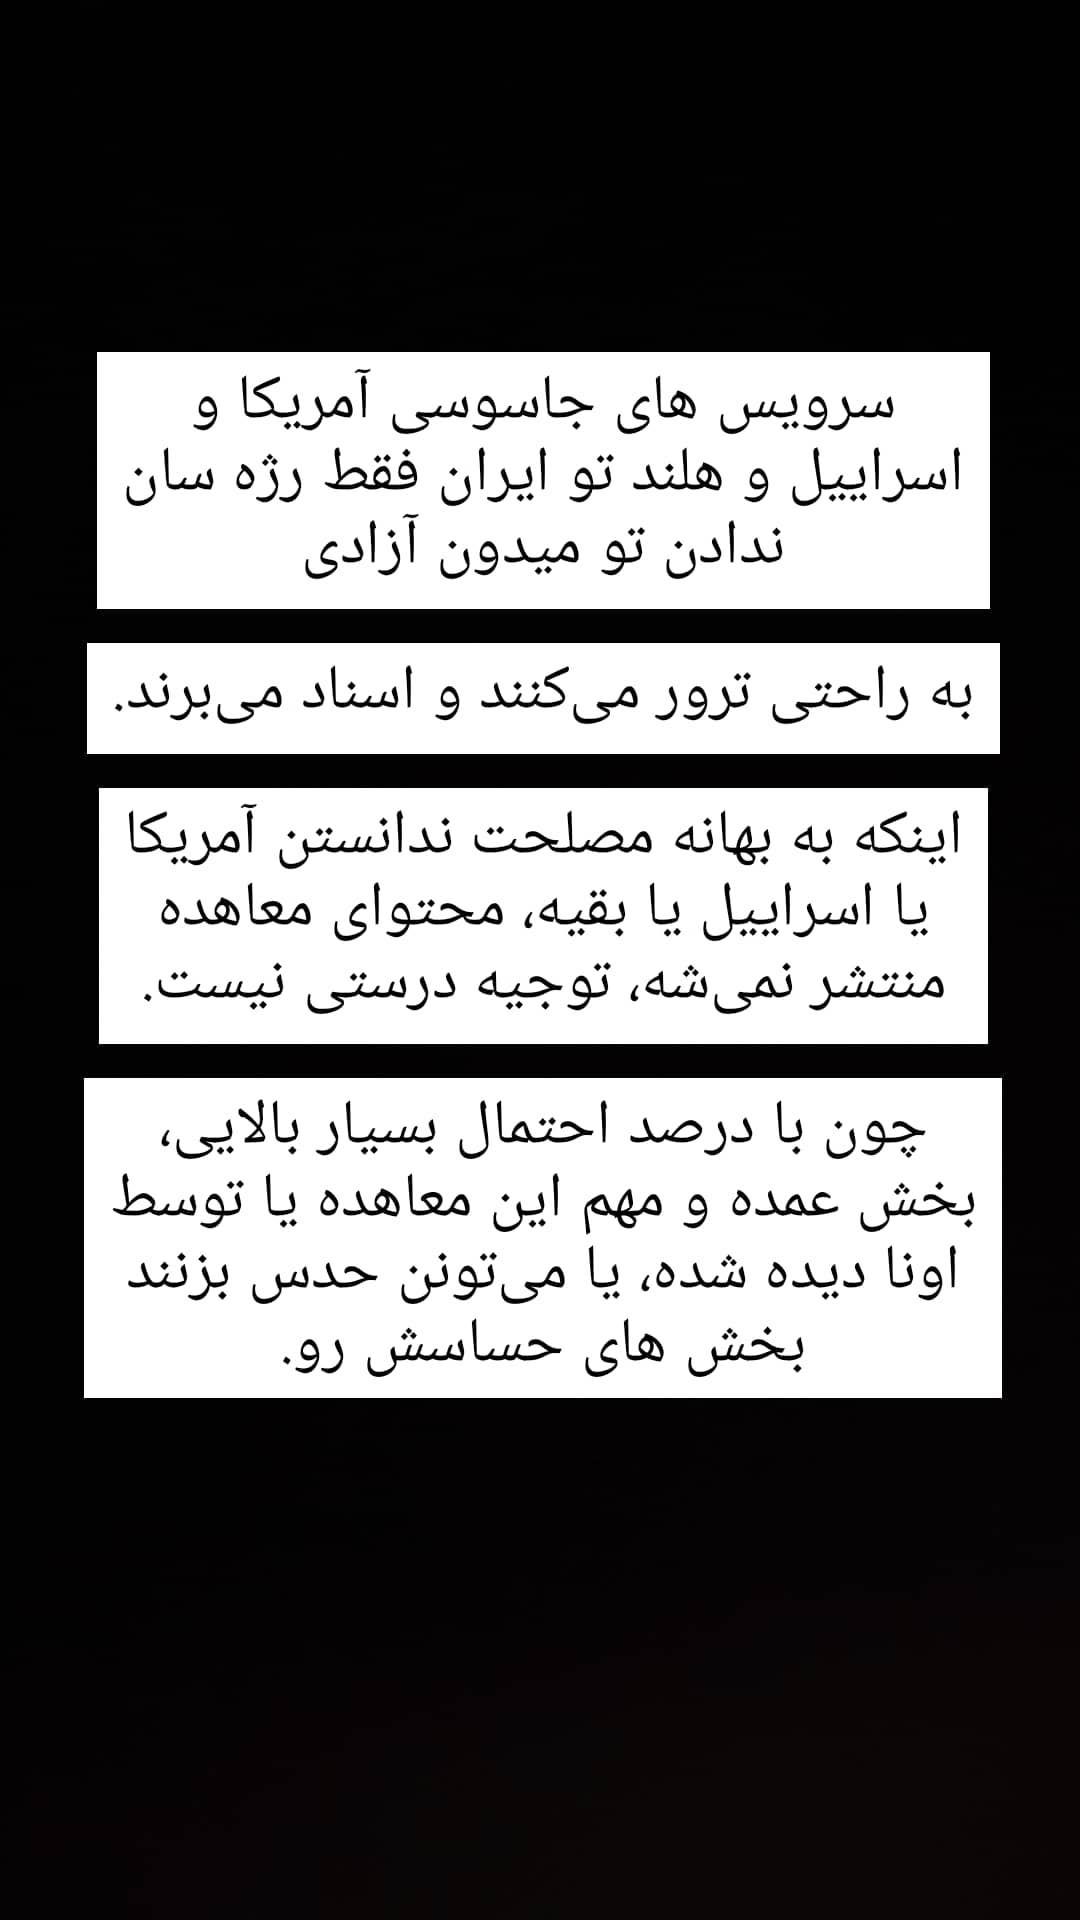 سرویس های جاسوسی آمریکا و
اسراییل و هلند تو ایران فقط رژه سان
ندادن تو میدون آزادی
به راحتی ترور می‌کنند و اسناد می‌برند.
اینکه به بهانه مصلحت ندانستن آمریکا
یا اسراییل یا بقیه، محتوای معاهده
منتشر نمی‌شه، توجیه درستی نیست.
چون با درصد احتمال بسیار بالایی،
بخش عمده و مهم این معاهده یا توسط
اونا دیده شده، یا می‌تونن حدس بزنند
بخش های حساسش رو.